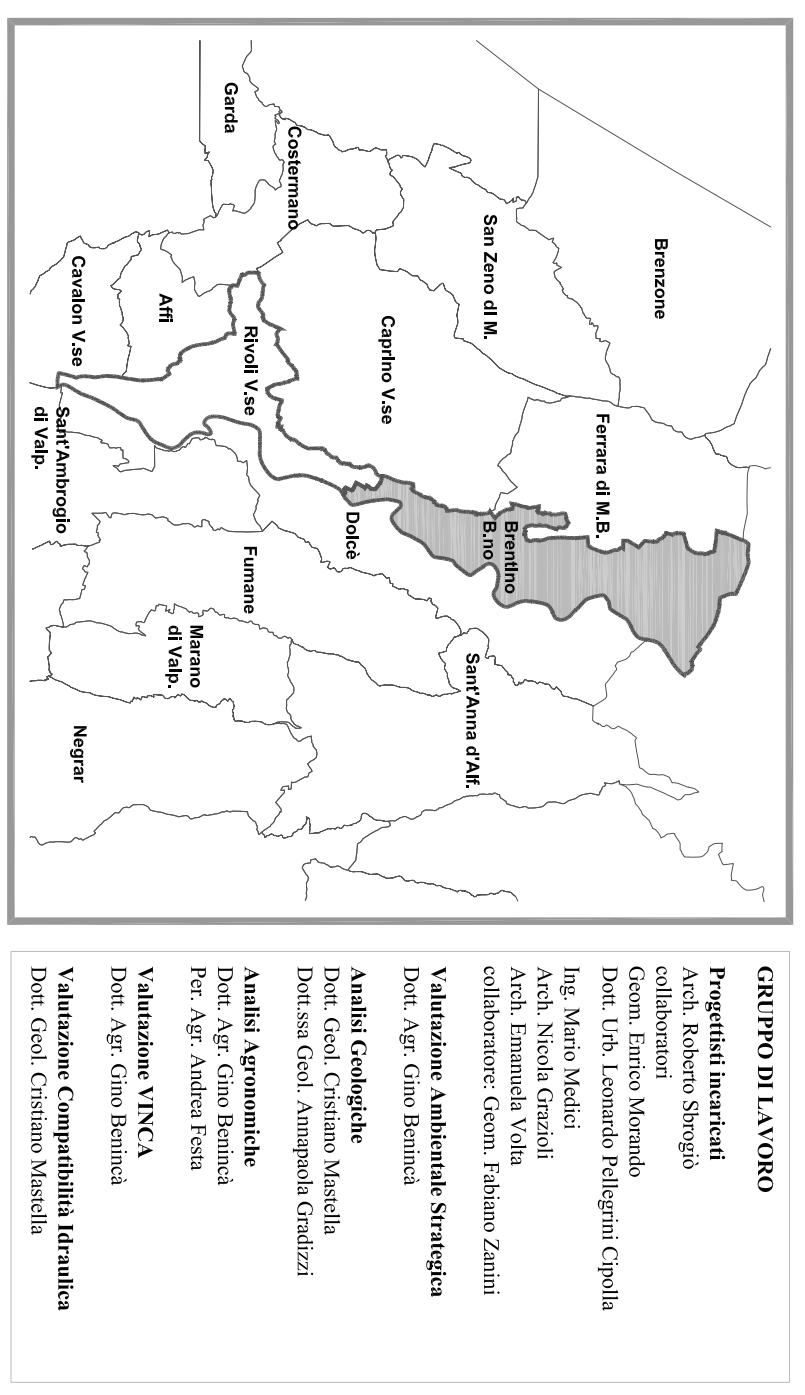 Brenzone
San Zeno dI M.
Ferrara di M.B.
BrentIno
B.no
Sant'Anna d'Alf.
CaprIno V.se
Costermano
Dolcè
Garda
Rivoli V.se
Fumane
Affi
Marano
di Valp.
Cavalon V.se
Sant'Ambrogio
di Valp.
Negrar
GRUPPO DI LAVORO
Progettisti incaricati
Arch. Roberto Sbrogiò
collaboratori
Geom. Enrico Morando
Dott. Urb. Leonardo Pellegrini Cipolla
Ing. Mario Medici
Arch. Nicola Grazioli
Arch. Emanuela Volta
collaboratore: Geom. Fabiano Zanini
Valutazione Ambientale Strategica
Dott. Agr. Gino Benincà
Analisi Geologiche
Dott. Geol. Cristiano Mastella
Dott.ssa Geol. Annapaola Gradizzi
Analisi Agronomiche
Dott. Agr. Gino Benincà
Per. Agr. Andrea Festa
Valutazione VINCA
Dott. Agr. Gino Benincà
Valutazione Compatibilità Idraulica
Dott. Geol. Cristiano Mastella